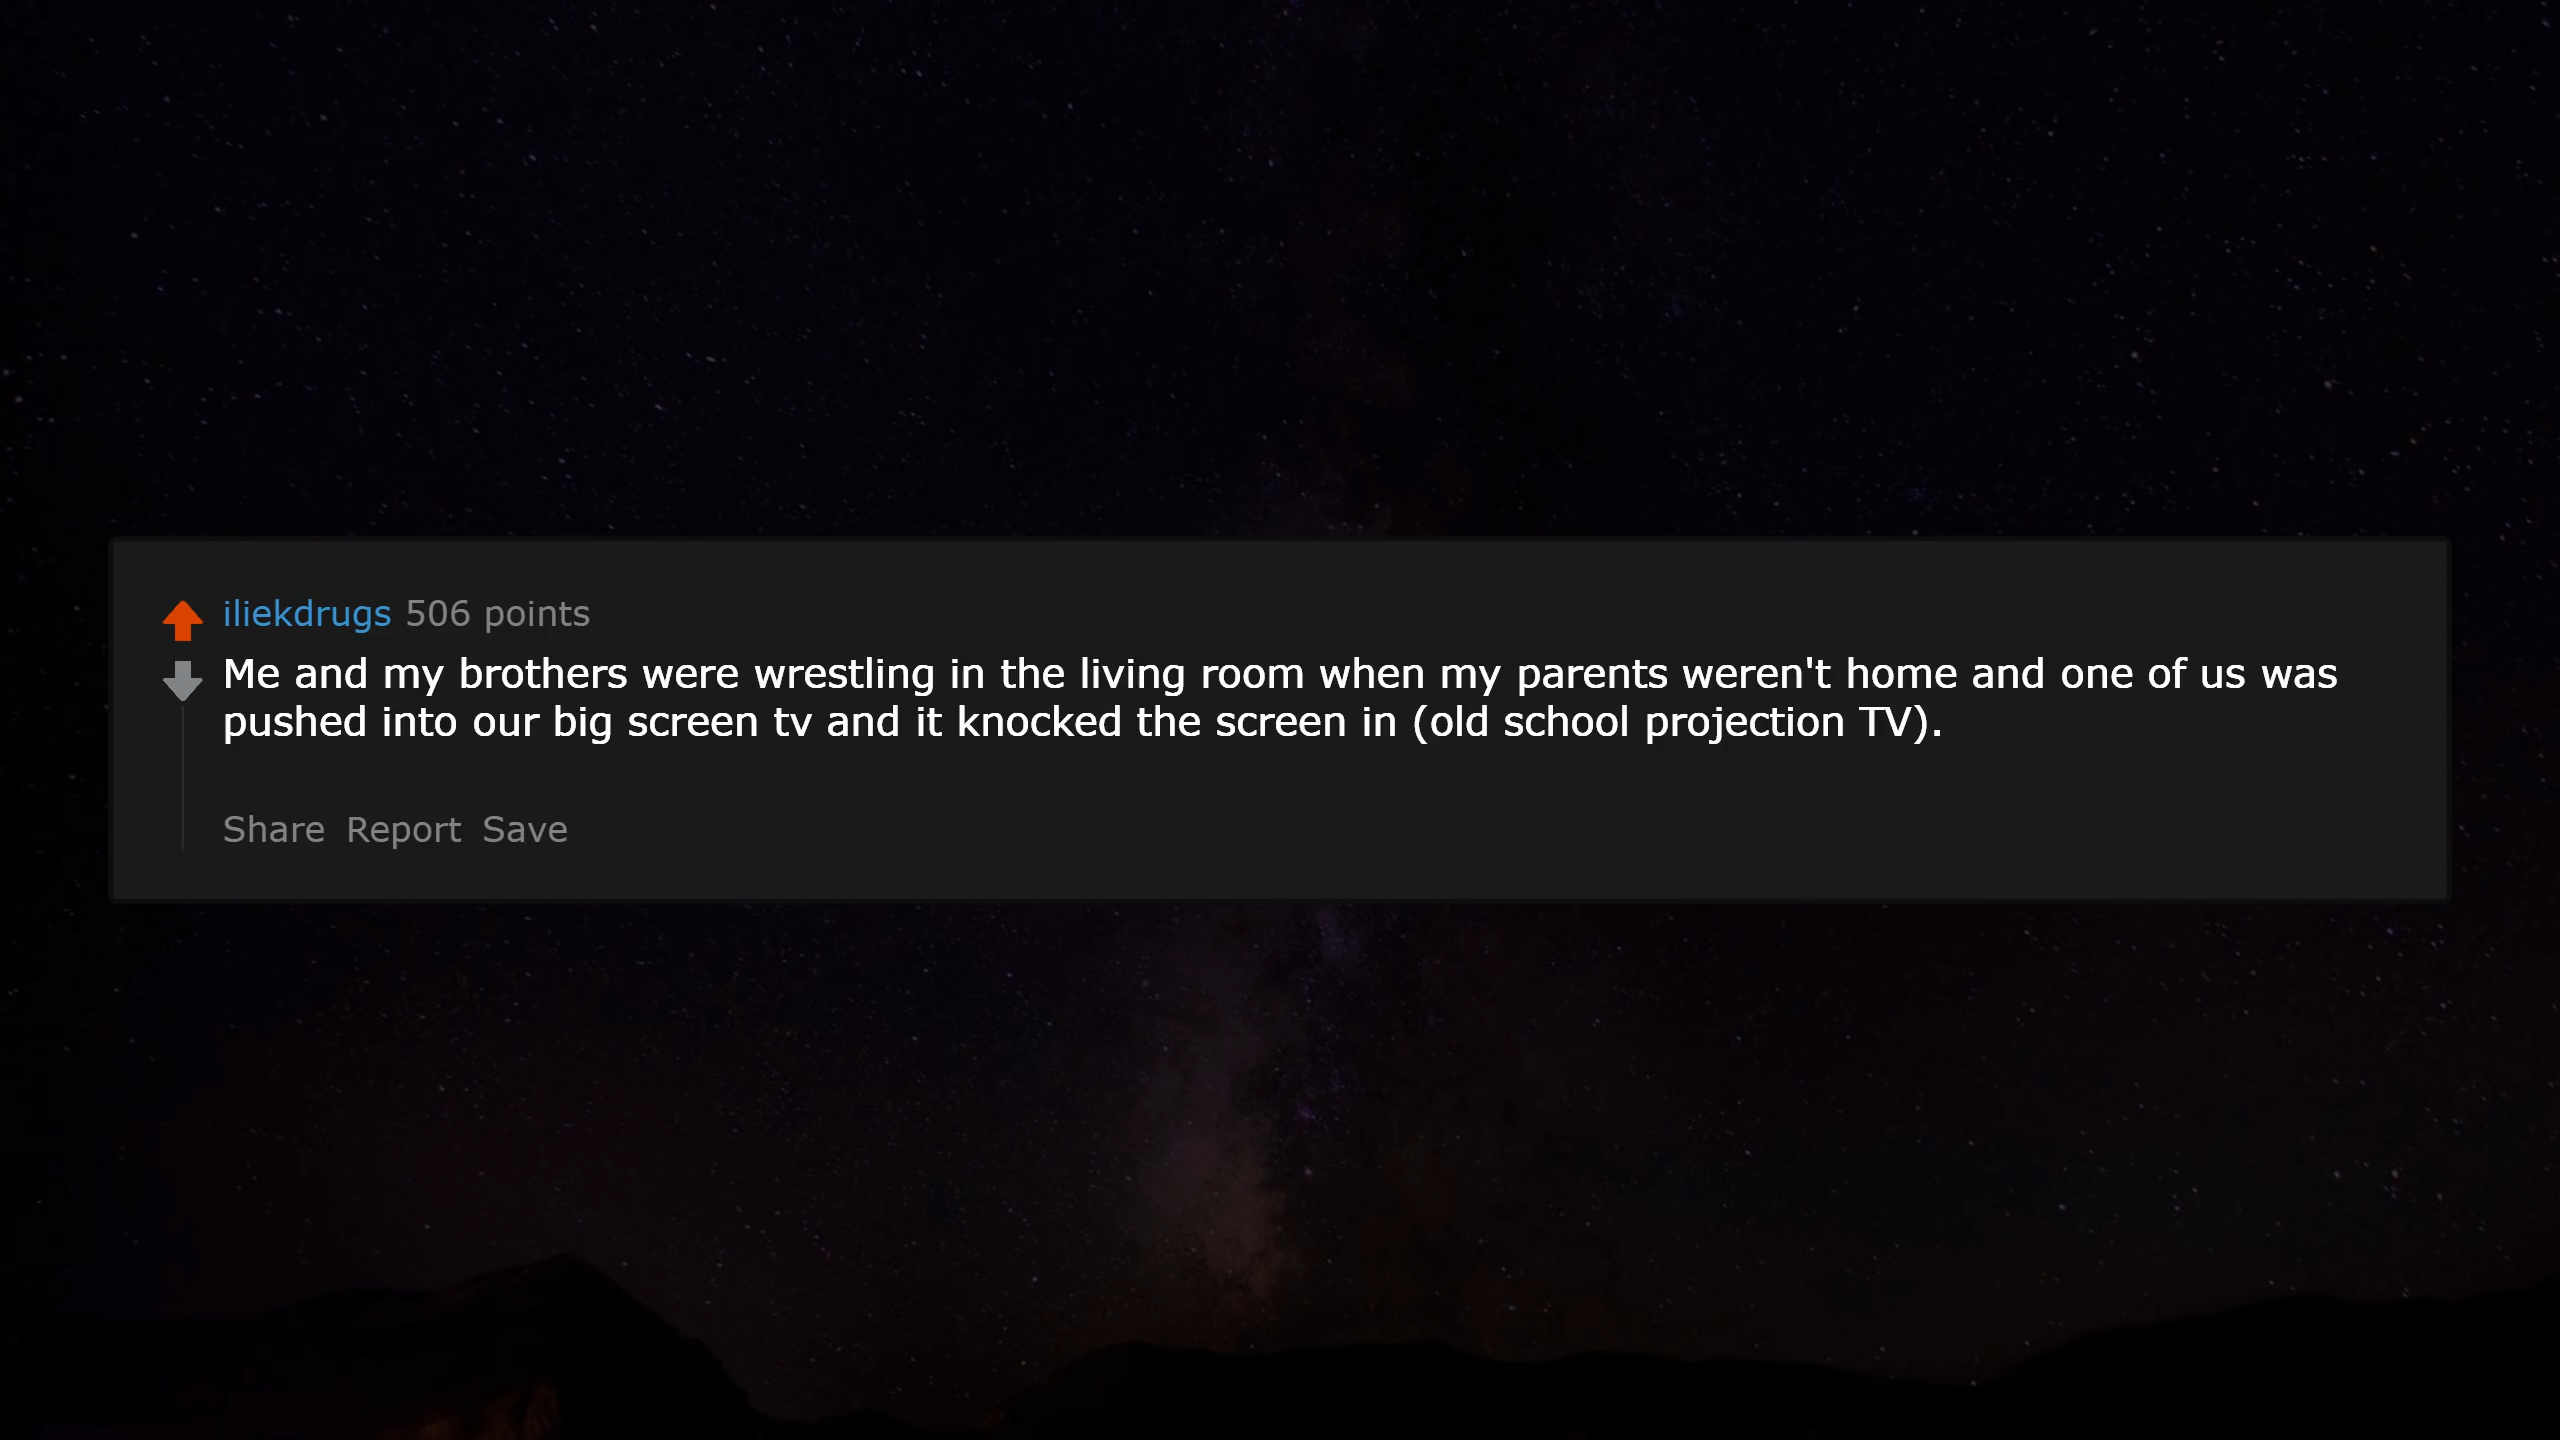 iliekdrugs 506 points
Me and my brothers were wrestling in the living room when my parents weren't home and one of us was
pushed into our big screen tv and it knocked the screen in (old school projection TV).
Share Report Save